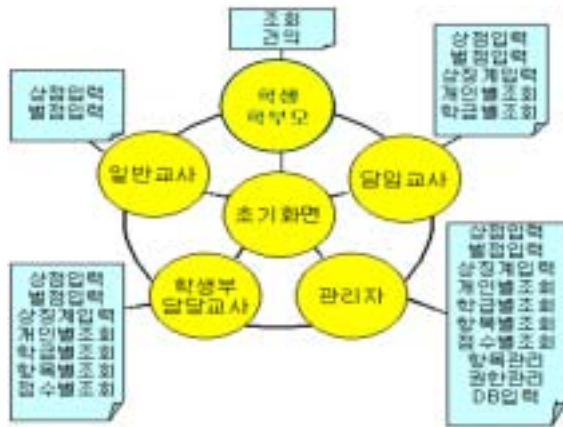 조회
건의
학생
학부모
상점입력
벌점입력
상징계입력
개인별조회
학급별조회
상점입력
벌점입력
일반교사
담임교사
초기화면
학생부
담당교사
관리자
상점입력
벌점입력
상징계입력
개인별조회
학급별조회
항목별조회
점수별조회
상점입력
벌점입력
상징계입력
개인별조회
학급별조회
항목별조회
점수별조회
항목관리
권한관리
DB입력